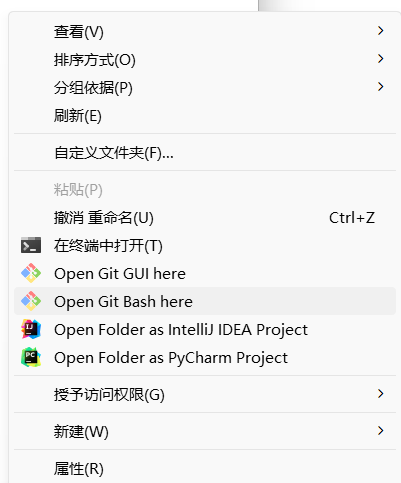 查看(V)
排序方式(O)
分组依据(P)
刷新(E)
自定义文件夹(F)...
粘贴(P)
撤消 重命名(U) Ctrl+Z
在终端中打开(T)
Open Git GUI here
Open Git Bash here
IJ Open Folder as IntelliJ IDEA Project
PC Open Folder as PyCharm Project
授予访问权限(G)
新建(W)
属性(R)